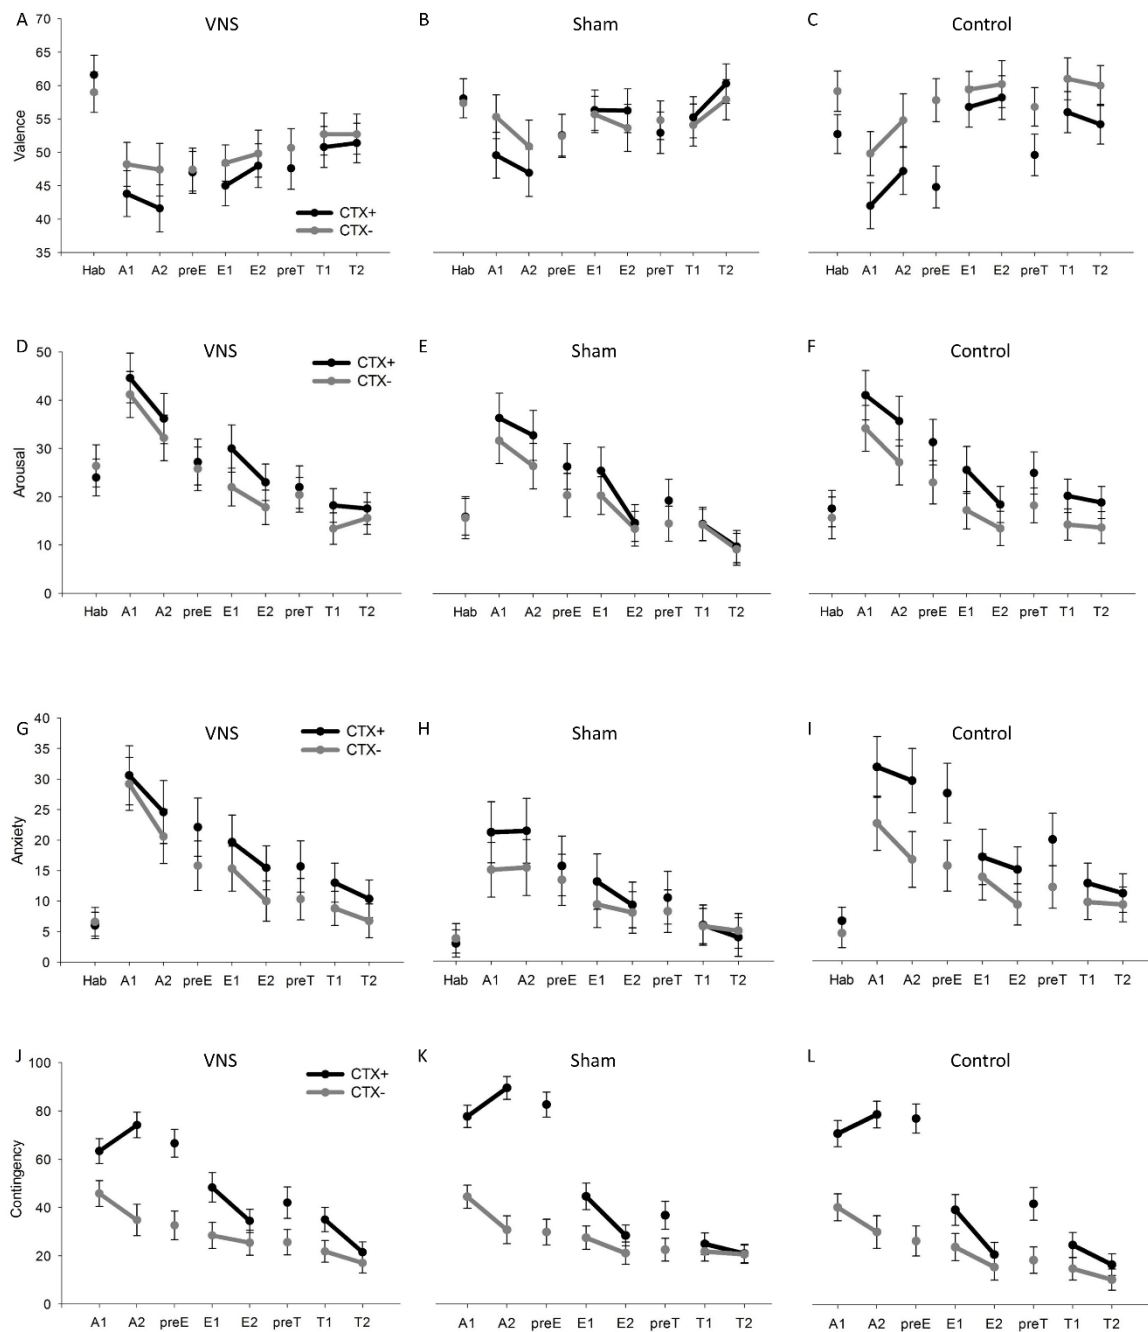 A VNS B Sham C Control
70
65
60
55
50
45
40
35
Valence
CTX+
CTX-
Hab A1 A2 preE E1 E2 preT T1 T2 Hab A1 A2 preE E1 E2 preT T1 T2 Hab A1 A2 preE E1 E2 preT T1 T2
D VNS E Sham F Control
50
40
30
20
10
0
Arousal
CTX+
CTX-
Hab A1 A2 preE E1 E2 preT T1 T2 Hab A1 A2 preE E1 E2 preT T1 T2 Hab A1 A2 preE E1 E2 preT T1 T2
G VNS H Sham I Control
40
35
30
25
20
15
10
5
0
Anxiety
CTX+
CTX-
Hab A1 A2 preE E1 E2 preT T1 T2 Hab A1 A2 preE E1 E2 preT T1 T2 Hab A1 A2 preE E1 E2 preT T1 T2
J VNS K Sham L Control
100
80
60
40
20
0
Contingency
CTX+
CTX-
A1 A2 preE E1 E2 preT T1 T2 A1 A2 preE E1 E2 preT T1 T2 A1 A2 preE E1 E2 preT T1 T2